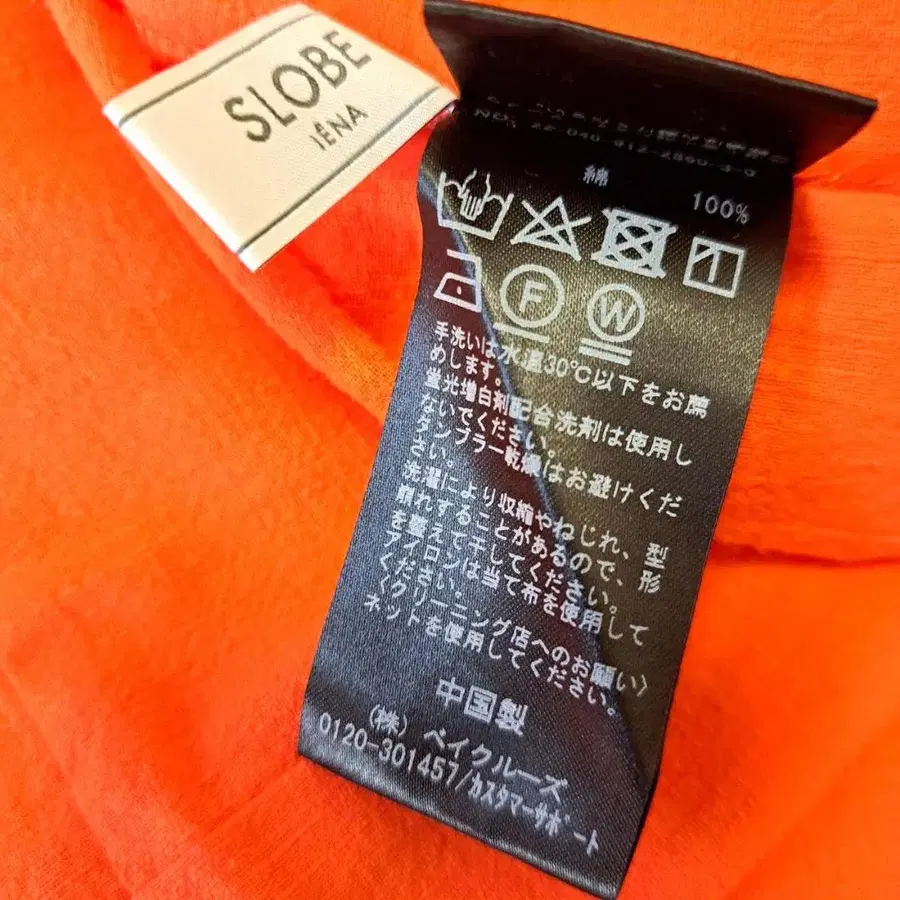 SLOBE
IÉNA
綿 100%
F
W
手洗いは水温30℃以下をお薦
めします。
蛍光増白剤配合洗剤は使用し
ないでください。
タンブラー乾燥はお避けくだ
さい。
洗濯により収縮やねじれ、型
崩れすることがあるので、形
を整えて干してください。
アイロンは当て布を使用して
ください。
〈クリーニング店へのお願い〉
ネットを使用してください。
中国製
(株) ベイクルーズ
0120-301457/カスタマーサポート